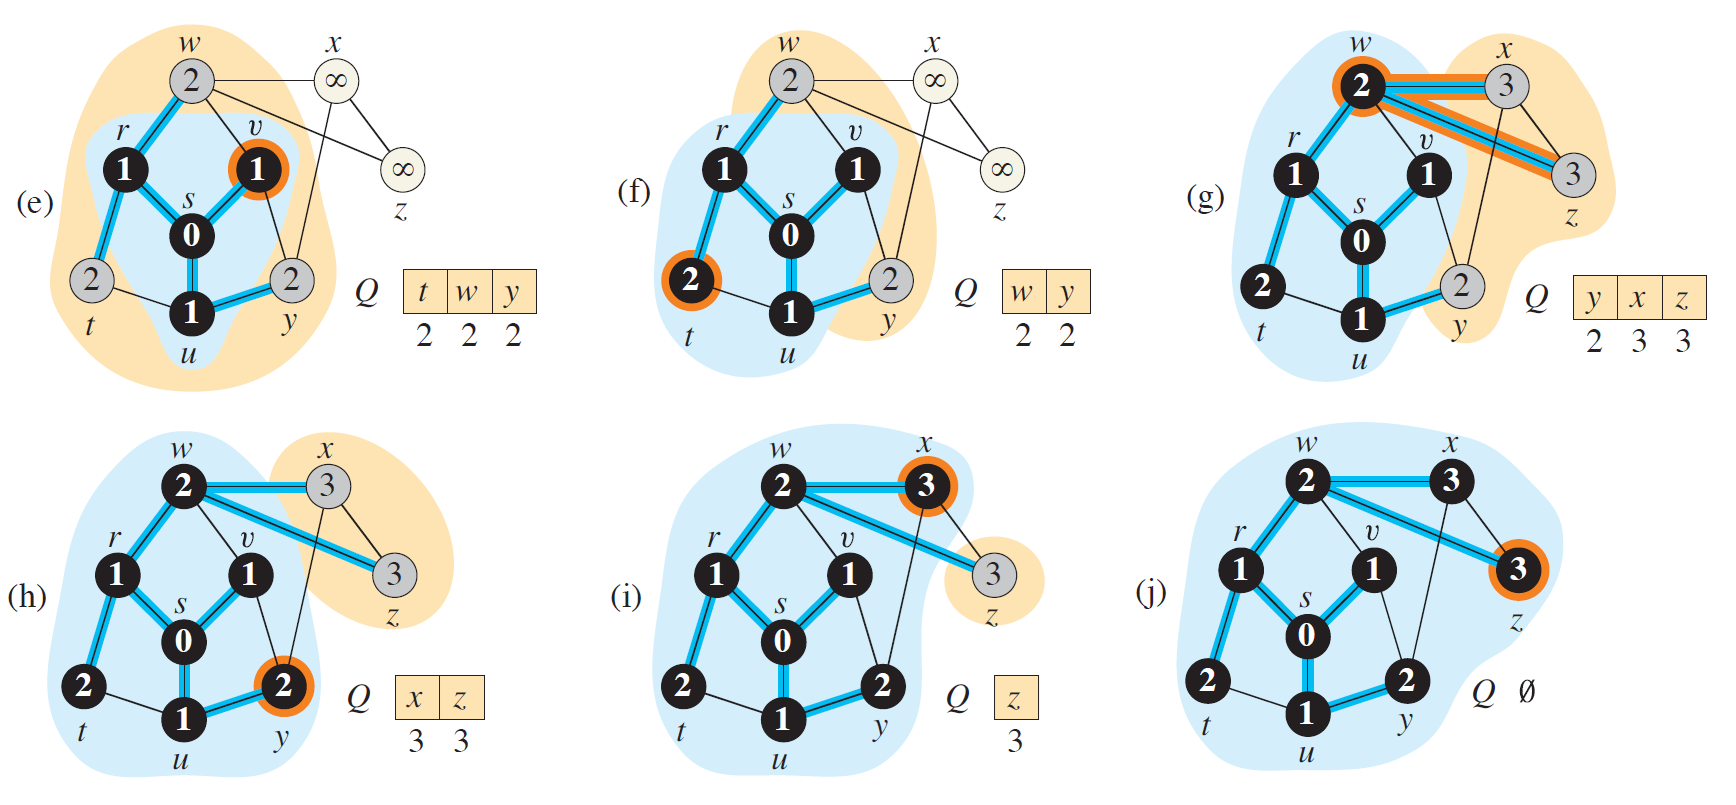 w x
2 ∞
r v
1 1 ∞
(e) s z
0
2 2 Q t w y
t 1 y 2 2 2
u
w x
2 ∞
r v
1 1 ∞
(f) s z
0
2 2 Q w y
t 1 y 2 2
u
w x
2 3
r v
1 1 3
(g) s z
0
2 2 Q y x z
t 1 y 2 3 3
u
w x
2 3
r v
1 1 3
(h) s z
0
2 2 Q x z
t 1 y 3 3
u
w x
2 3
r v
1 1 3
(i) s z
0
2 2 Q z
t 1 y 3
u
w x
2 3
r v
1 1 3
(j) s z
0
2 2 Q ∅
t 1 y
u